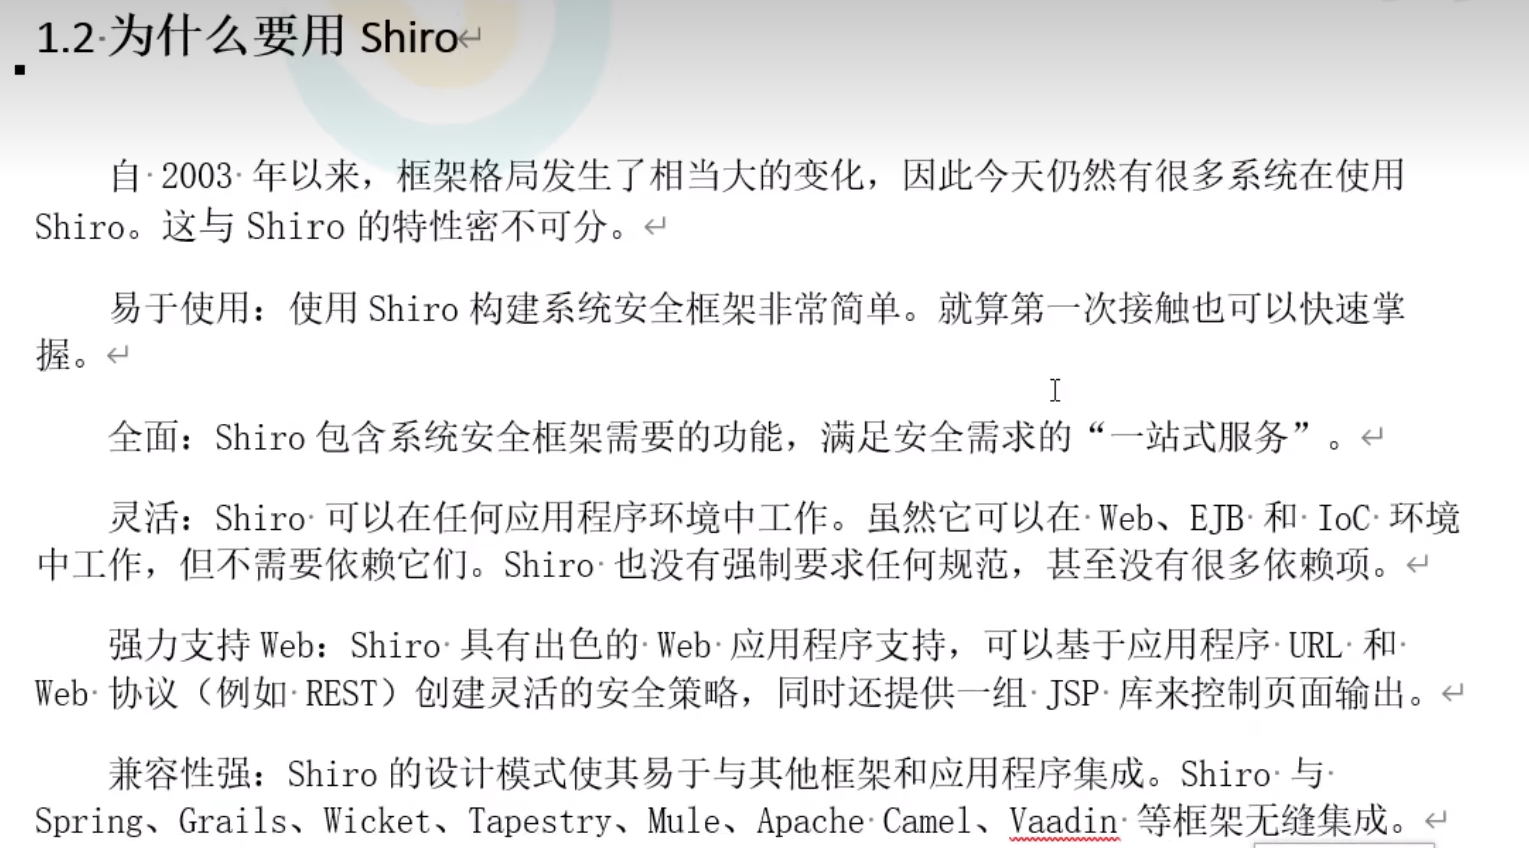 1.2 为什么要用 Shiro
自 2003 年以来，框架格局发生了相当大的变化，因此今天仍然有很多系统在使用
Shiro。这与 Shiro 的特性密不可分。
易于使用：使用 Shiro 构建系统安全框架非常简单。就算第一次接触也可以快速掌
握。
全面：Shiro 包含系统安全框架需要的功能，满足安全需求的“一站式服务”。
灵活：Shiro 可以在任何应用程序环境中工作。虽然它可以在 Web、EJB 和 IoC 环境
中工作，但不需要依赖它们。Shiro 也没有强制要求任何规范，甚至没有很多依赖项。
强力支持 Web：Shiro 具有出色的 Web 应用程序支持，可以基于应用程序 URL 和
Web 协议（例如 REST）创建灵活的安全策略，同时还提供一组 JSP 库来控制页面输出。
兼容性强：Shiro 的设计模式使其易于与其他框架和应用程序集成。Shiro 与
Spring、Grails、Wicket、Tapestry、Mule、Apache Camel、Vaadin 等框架无缝集成。